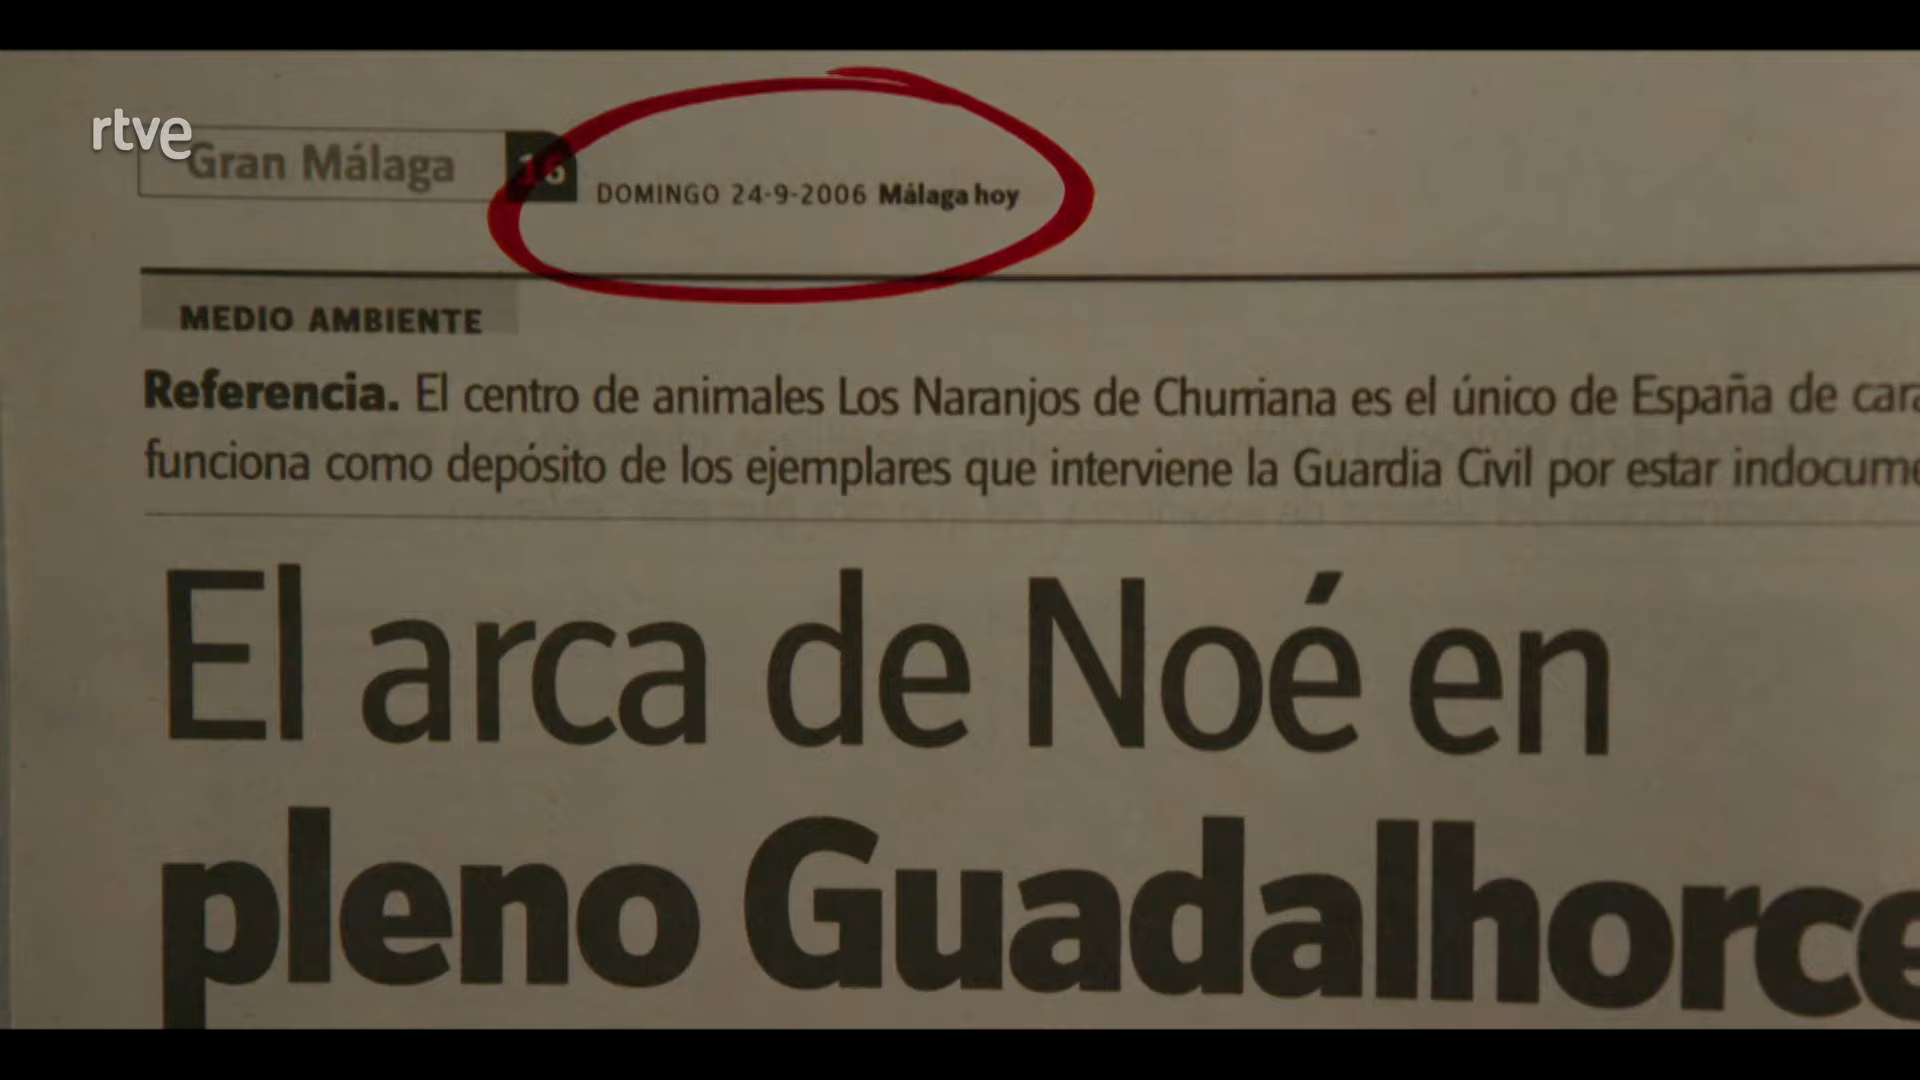 rtve
Gran Málaga
16
DOMINGO 24-9-2006 Málaga hoy
MEDIO AMBIENTE
Referencia. El centro de animales Los Naranjos de Churriana es el único de España de
funciona como depósito de los ejemplares que interviene la Guardia Civil por estar
El arca de Noé en
pleno Guadalhorce